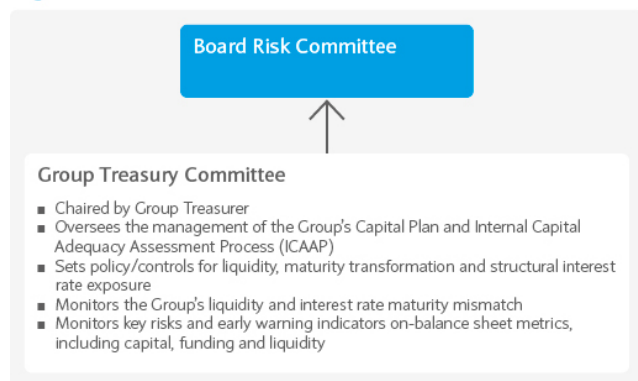 Board Risk Committee
Group Treasury Committee
■ Chaired by Group Treasurer
■ Oversees the management of the Group's Capital Plan and Internal Capital
Adequacy Assessment Process (ICAAP)
■ Sets policy/controls for liquidity, maturity transformation and structural interest
rate exposure
■ Monitors the Group's liquidity and interest rate maturity mismatch
■ Monitors key risks and early warning indicators on-balance sheet metrics,
including capital, funding and liquidity